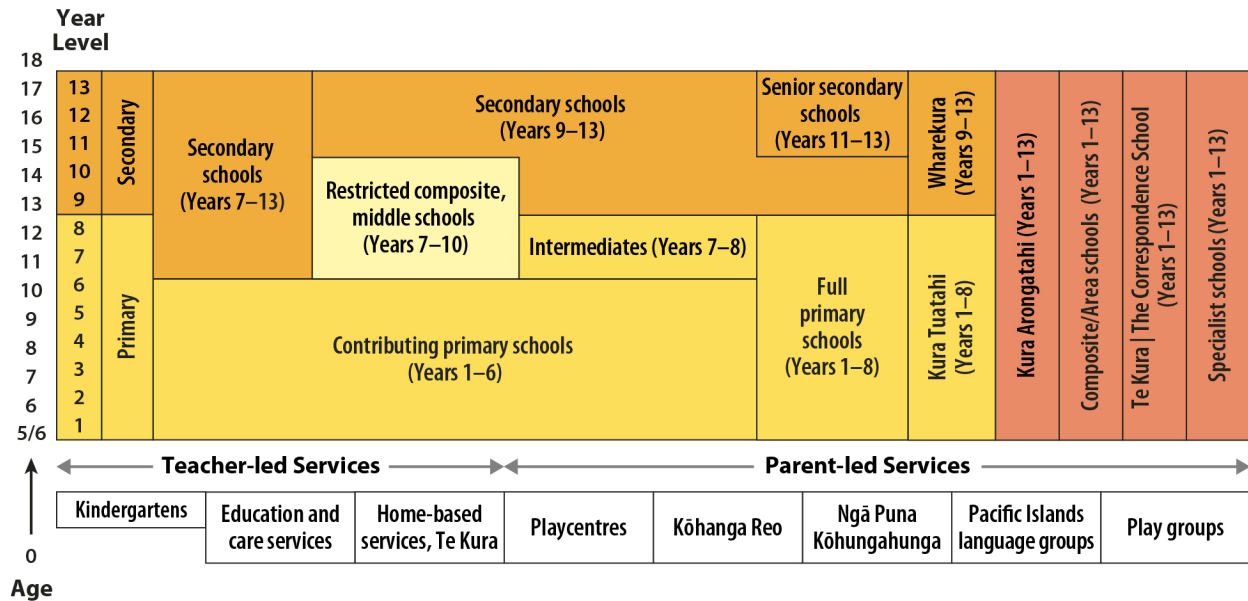 Year
Level
18
17
16
15
14
13
12
11
10
9
8
7
6
5/6
0
Age
13
12
11
10
9
8
7
6
5
4
3
2
1
Secondary
Primary
Secondary
schools
(Years 7–13)
Secondary schools
(Years 9–13)
Restricted composite,
middle schools
(Years 7–10)
Intermediates (Years 7–8)
Contributing primary schools
(Years 1–6)
Senior secondary
schools
(Years 11–13)
Full
primary
schools
(Years 1–8)
Wharekura
(Years 9–13)
Kura Tuatahi
(Years 1–8)
Kura Arongatahi (Years 1–13)
Composite/Area schools (Years 1–13)
Te Kura | The Correspondence School
(Years 1–13)
Specialist schools (Years 1–13)
Teacher-led Services
Parent-led Services
Kindergartens
Education and
care services
Home-based
services, Te Kura
Playcentres
Kōhanga Reo
Ngā Puna
Kōhungahunga
Pacific Islands
language groups
Play groups